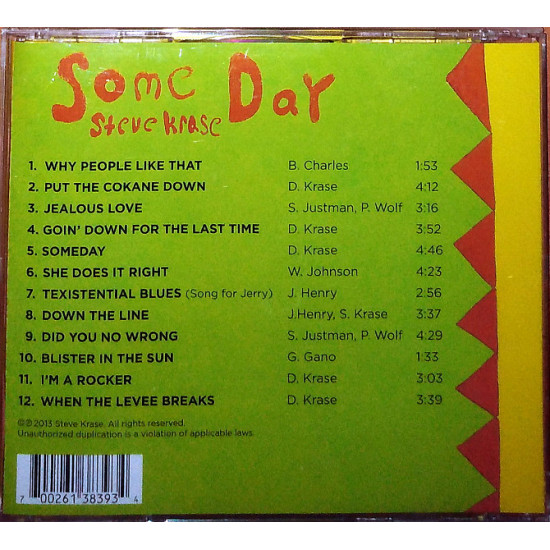 Some Day
Steve Krase
1. WHY PEOPLE LIKE THAT B. Charles 1:53
2. PUT THE COKANE DOWN D. Krase 4:12
3. JEALOUS LOVE S. Justman, P. Wolf 3:16
4. GOIN' DOWN FOR THE LAST TIME D. Krase 3:52
5. SOMEDAY D. Krase 4:46
6. SHE DOES IT RIGHT W. Johnson 4:23
7. TEXISTENTIAL BLUES (Song for Jerry) J. Henry 2:56
8. DOWN THE LINE J.Henry, S. Krase 3:37
9. DID YOU NO WRONG S. Justman, P. Wolf 4:29
10. BLISTER IN THE SUN G. Gano 1:33
11. I'M A ROCKER D. Krase 3:03
12. WHEN THE LEVEE BREAKS D. Krase 3:39
©℗2013 Steve Krase. All rights reserved.
Unauthorized duplication is a violation of applicable laws.
7 00261 38393 4